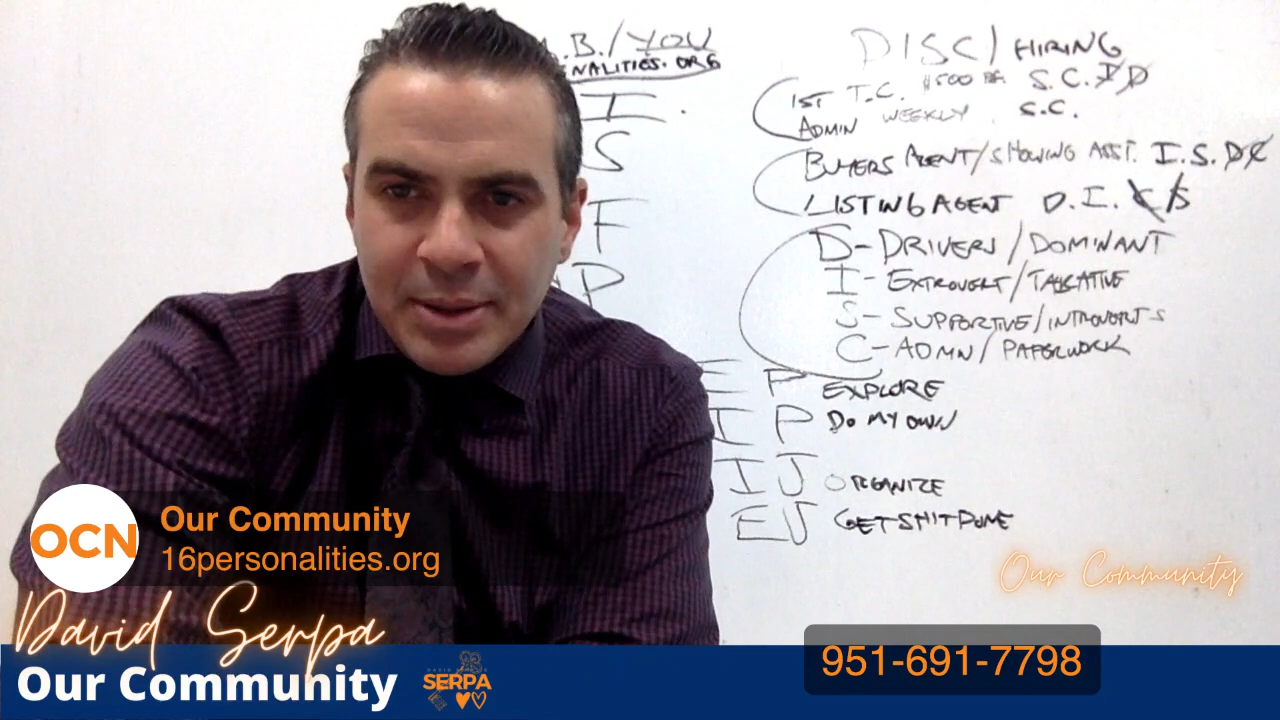 .B./YOU
NALITIES.ORG
I.
S
F
P
DISC/HIRING
1ST T.C. $500 S.C.I D
ADMIN WEEKLY S.C.
BUYERS AGENT/SHOWING ASST. I.S.D C
LISTING AGENT D.I.C/S
D-DRIVERS/DOMINANT
I-EXTROVERT/TALKATIVE
S-SUPPORTIVE/INTROVERTS
C-ADMN/PAPERWORK
E P EXPLORE
I P DO MY OWN
I J ORGANIZE
E J GET SHIT DONE
OCN
Our Community
16personalities.org
Our Community
David Serpa
Our Community
SERPA
951-691-7798